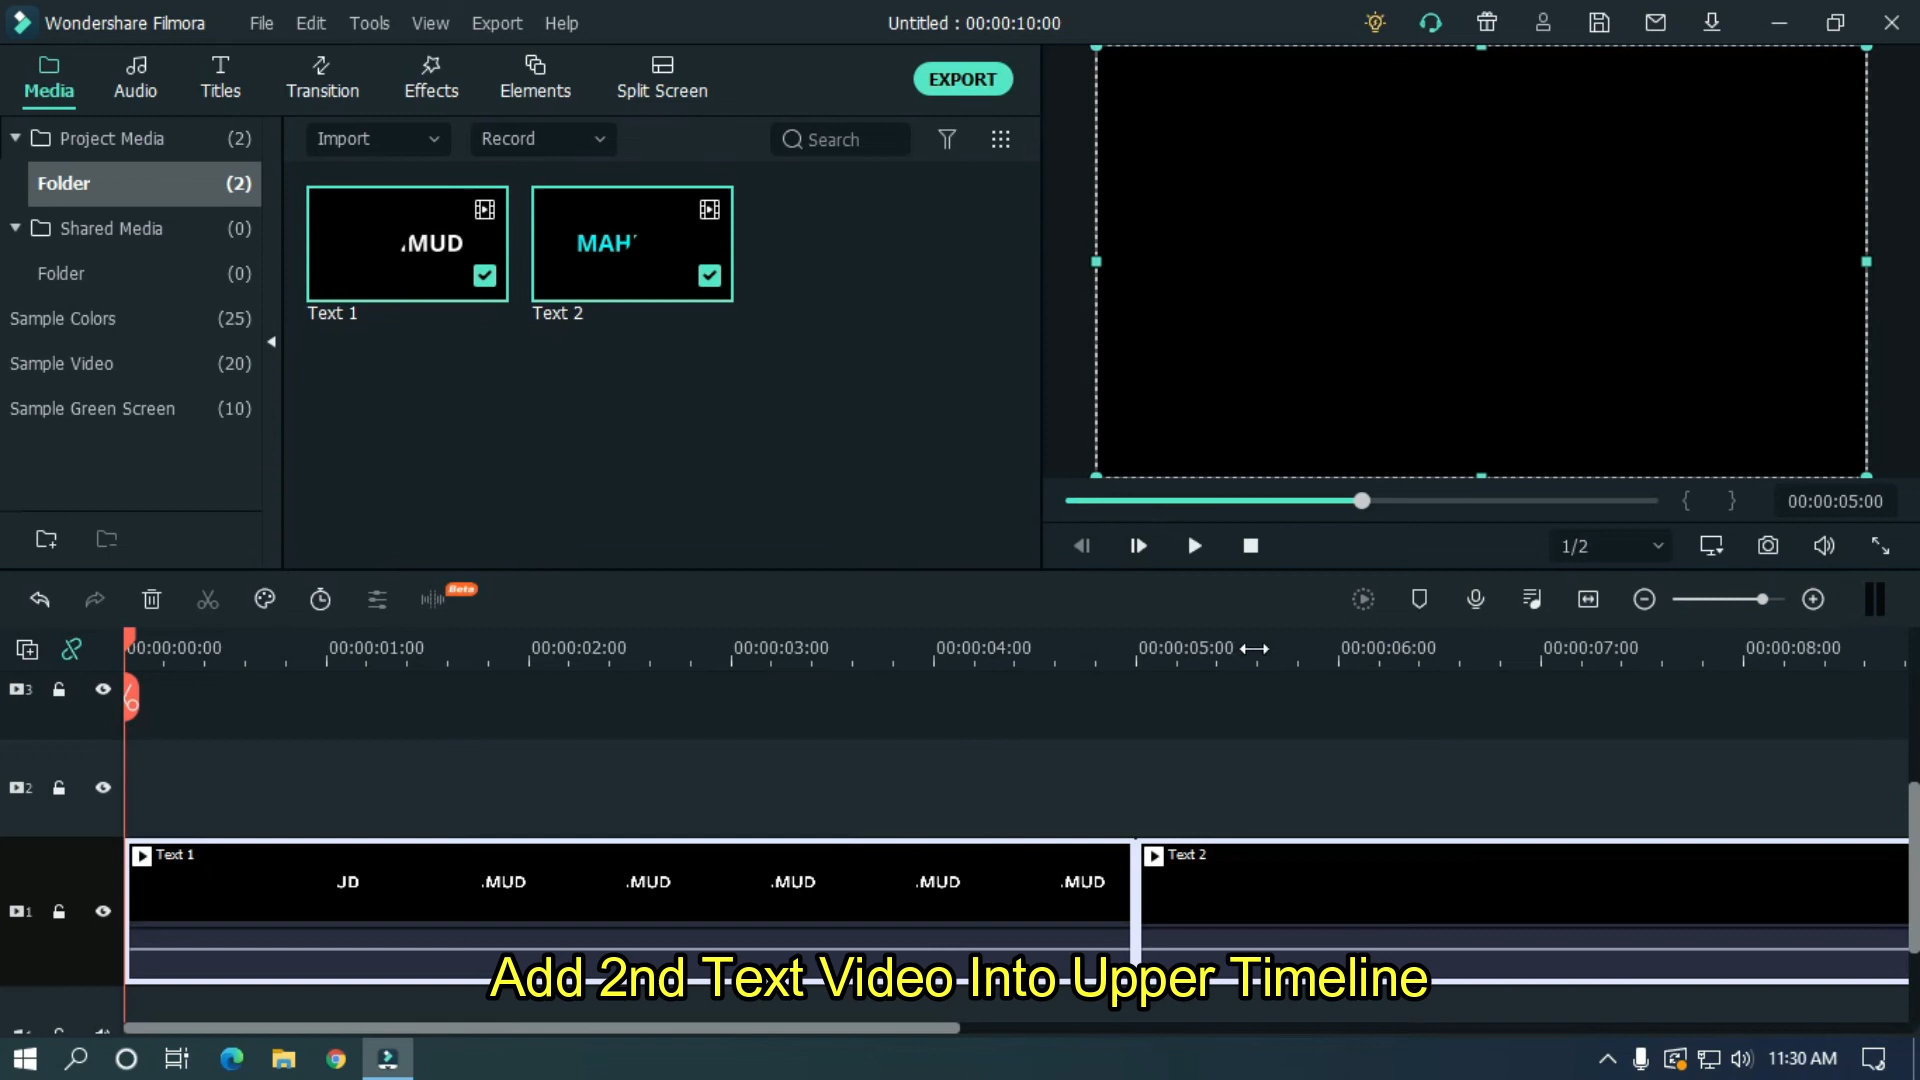 Wondershare Filmora File Edit Tools View Export Help Untitled : 00:00:10:00
Media Audio Titles Transition Effects Elements Split Screen EXPORT
Project Media (2) Import Record Search
Folder (2)
Shared Media (0)
Folder (0)
Sample Colors (25)
Sample Video (20)
Sample Green Screen (10)
.MUD MAH
Text 1 Text 2
{ } 00:00:05:00
1/2
Beta
00:00:00:00 00:00:01:00 00:00:02:00 00:00:03:00 00:00:04:00 00:00:05:00 00:00:06:00 00:00:07:00 00:00:08:00
3
2
Text 1 Text 2
JD .MUD .MUD .MUD .MUD .MUD
1
Add 2nd Text Video Into Upper Timeline
11:30 AM